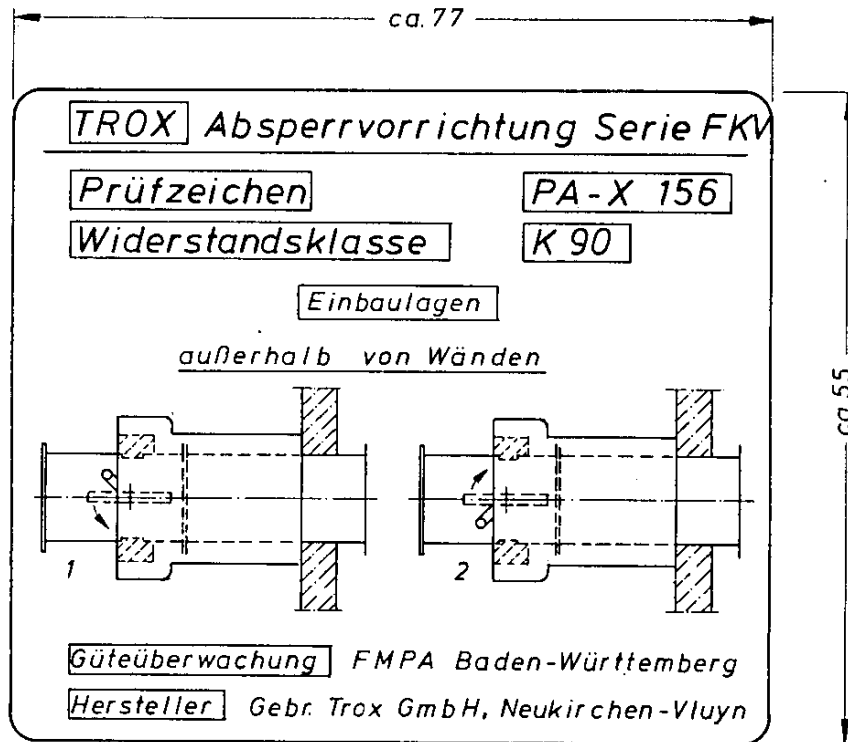 ca. 77
TROX Absperrvorrichtung Serie FKV
Prüfzeichen PA-X 156
Widerstandsklasse K 90
Einbaulagen
außerhalb von Wänden
ca. 55
1 2
Güteüberwachung FMPA Baden-Württemberg
Hersteller Gebr. Trox GmbH, Neukirchen-Vluyn